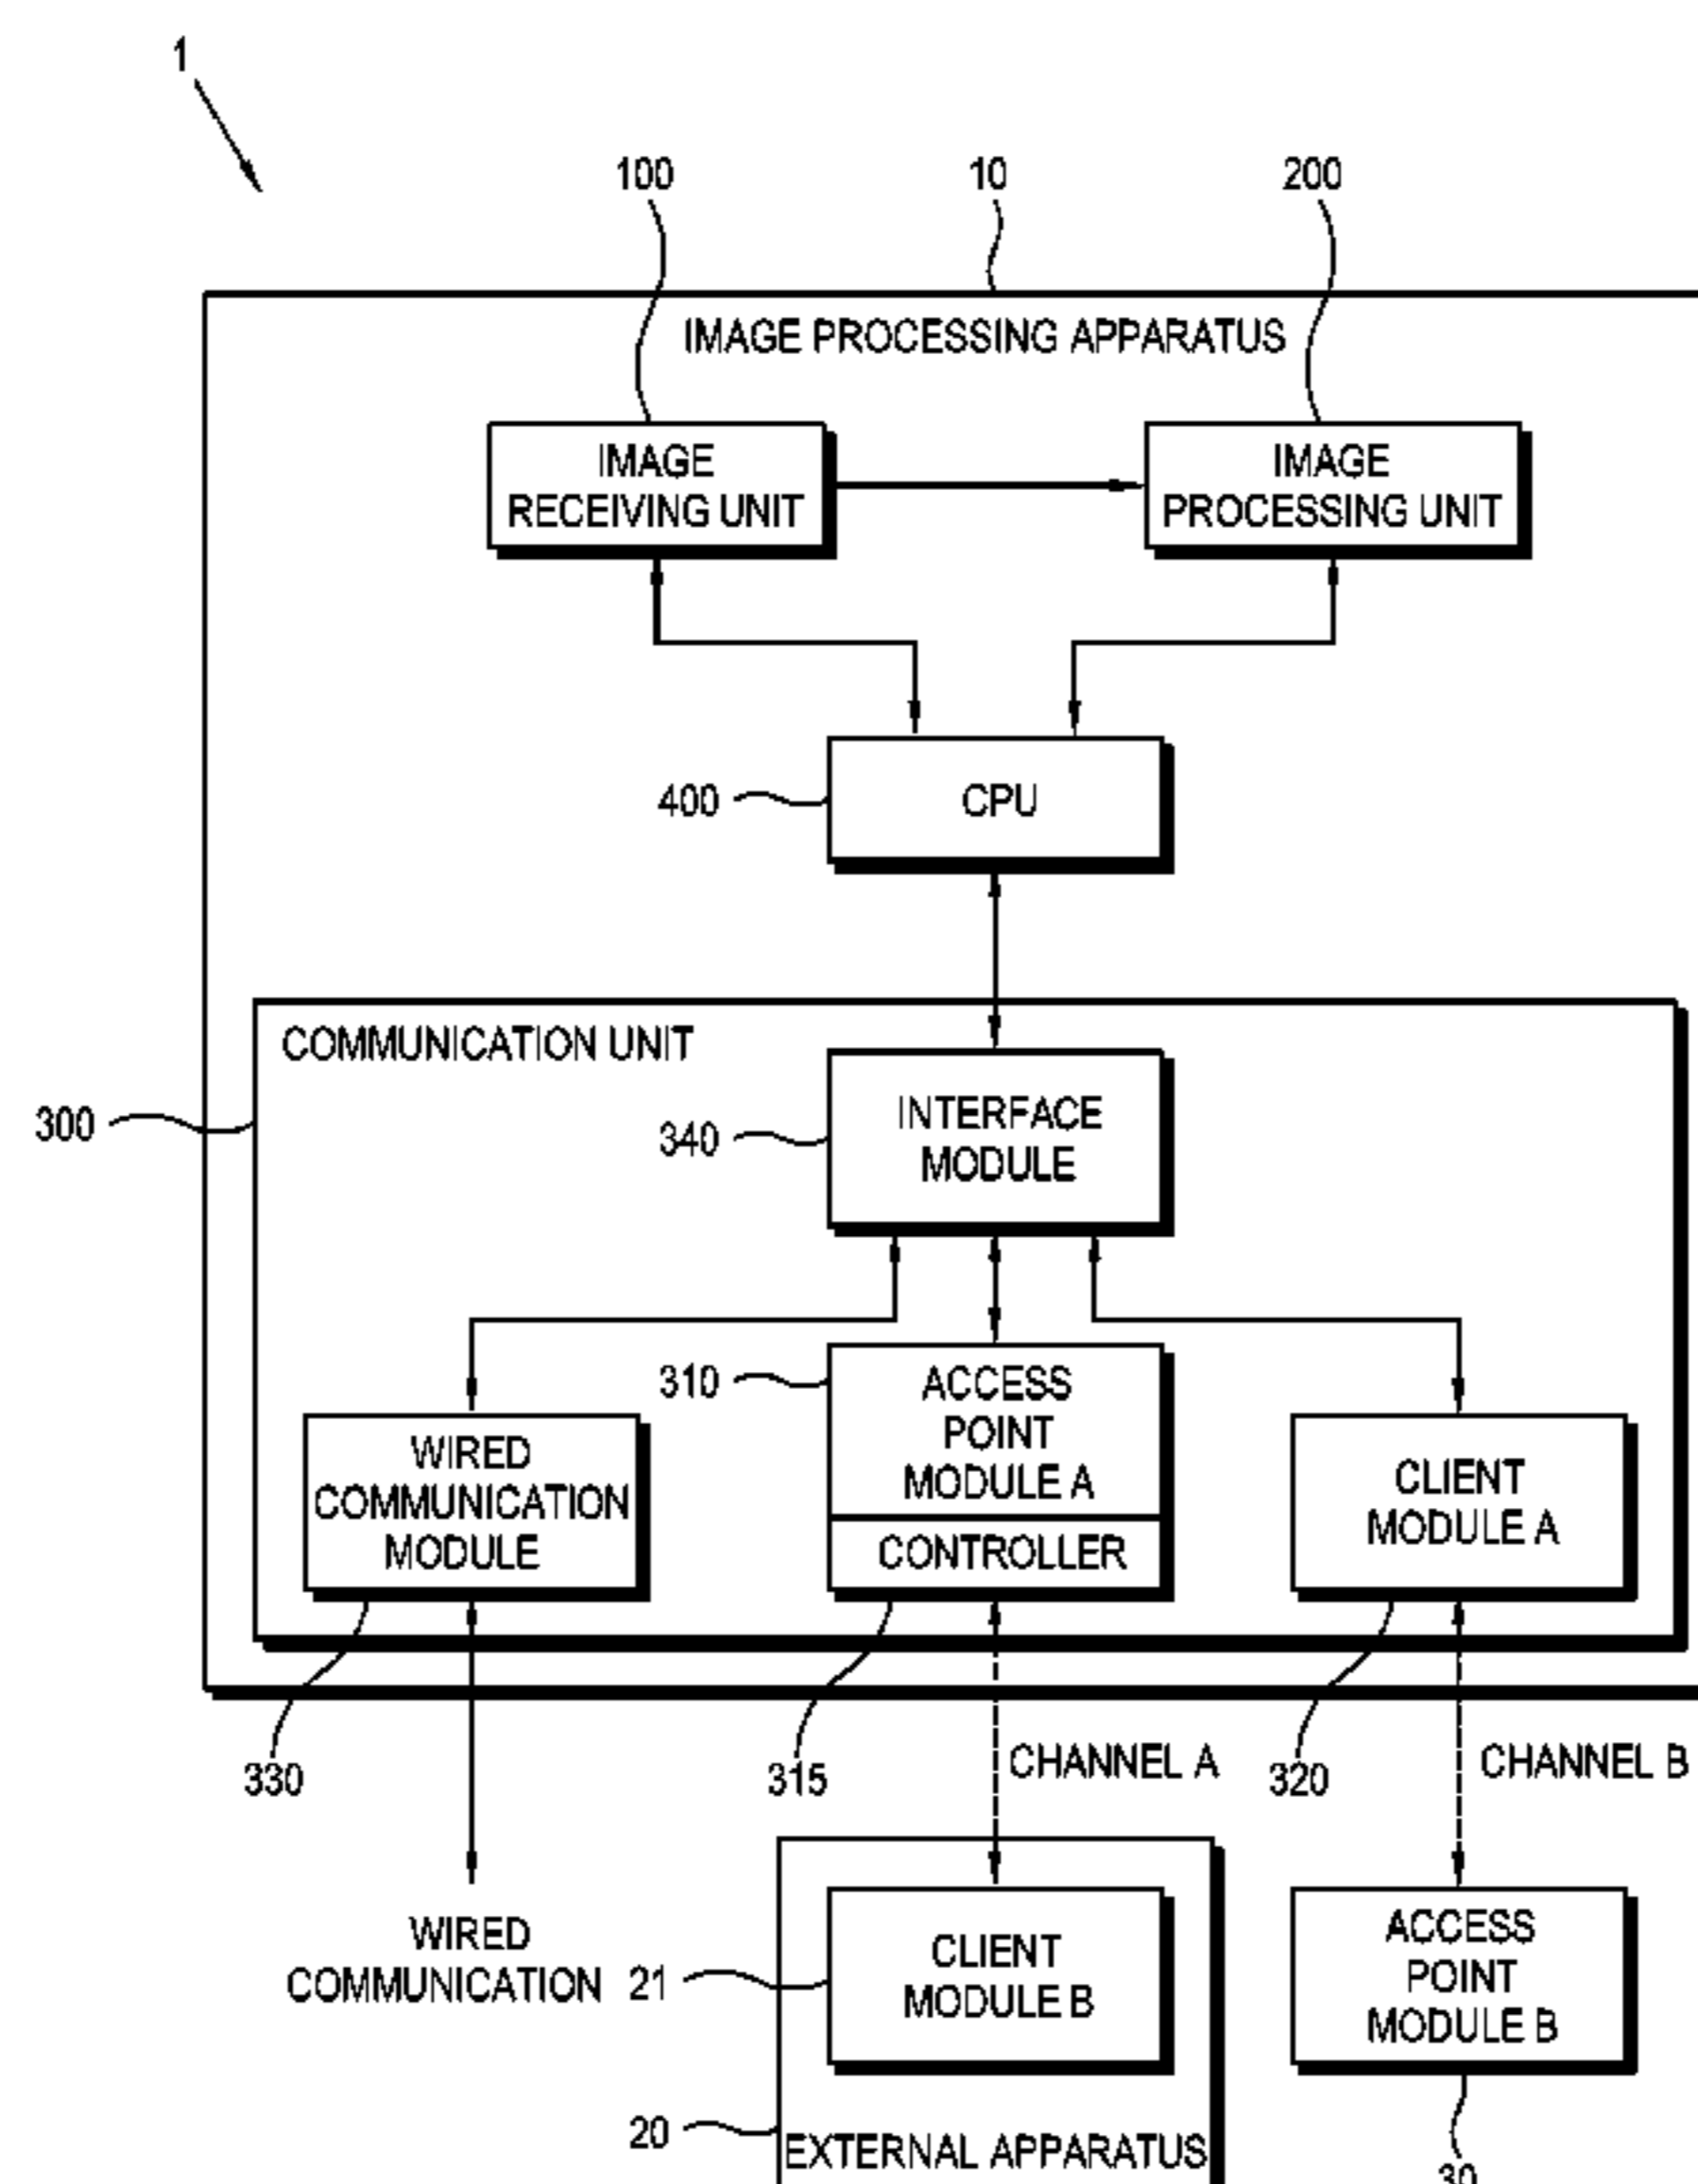 1
100
10
200
IMAGE PROCESSING APPARATUS
IMAGE
RECEIVING UNIT
IMAGE
PROCESSING UNIT
400
CPU
COMMUNICATION UNIT
300
340
INTERFACE
MODULE
310
ACCESS
POINT
MODULE A
CONTROLLER
WIRED
COMMUNICATION
MODULE
CLIENT
MODULE A
330
315
CHANNEL A
320
CHANNEL B
WIRED
COMMUNICATION
21
CLIENT
MODULE B
ACCESS
POINT
MODULE B
20
EXTERNAL APPARATUS
30